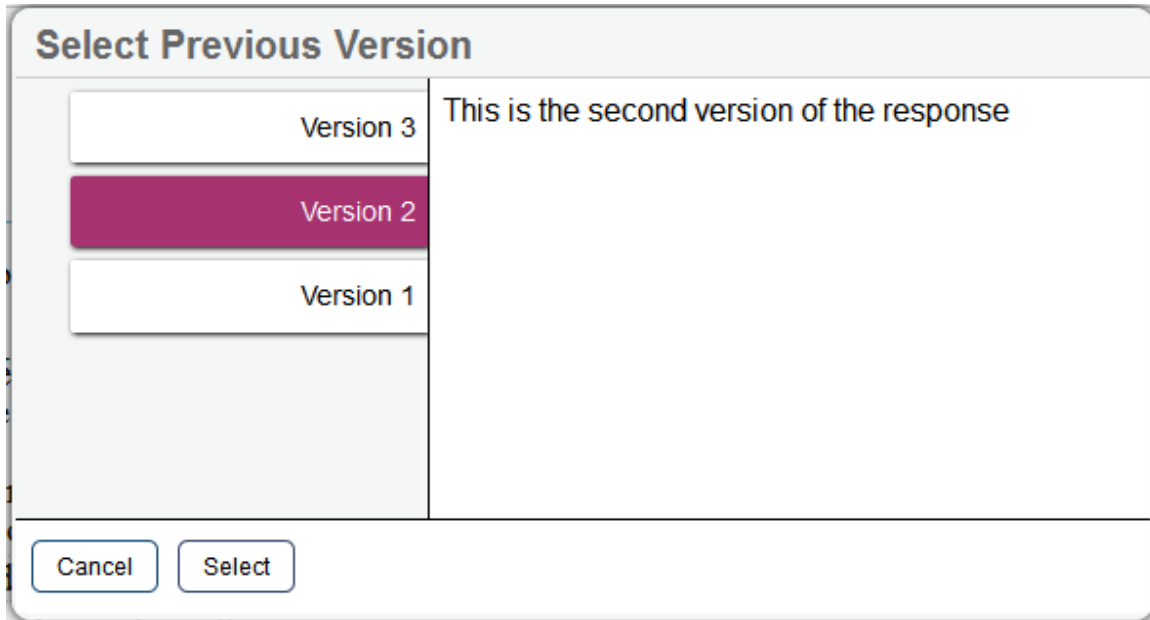 Select Previous Version
Version 3
Version 2
Version 1
This is the second version of the response
Cancel
Select